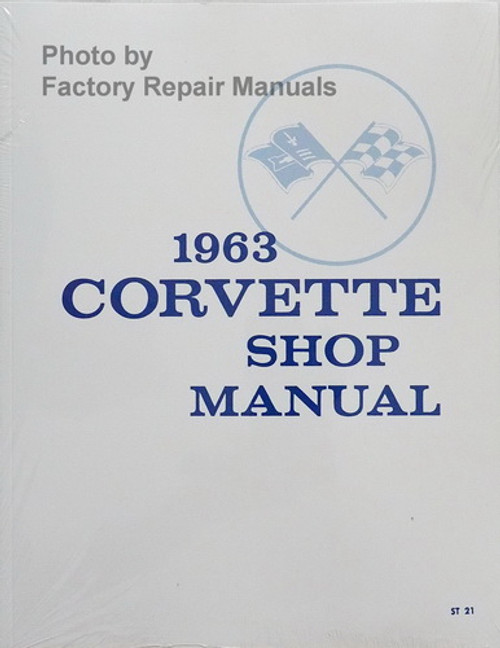 Photo by
Factory Repair Manuals
1963
CORVETTE
SHOP
MANUAL
ST 21